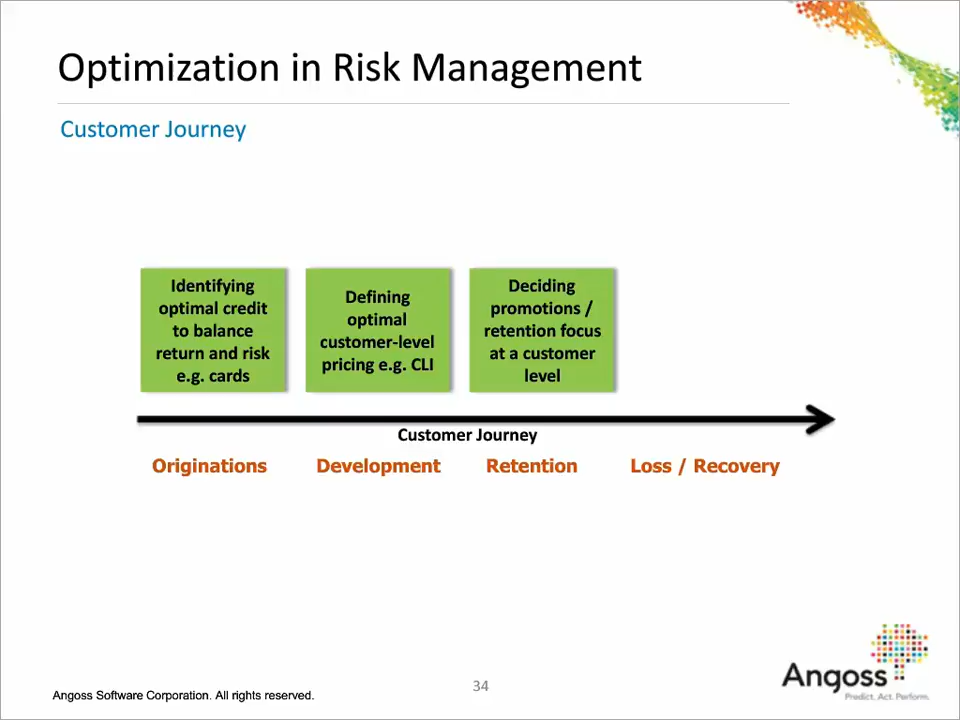 Optimization in Risk Management
Customer Journey
Identifying
optimal credit
to balance
return and risk
e.g. cards
Defining
optimal
customer-level
pricing e.g. CLI
Deciding
promotions /
retention focus
at a customer
level
Customer Journey
Originations
Development
Retention
Loss / Recovery
Angoss Software Corporation. All rights reserved.
34
Angoss
Predict. Act. Perform.